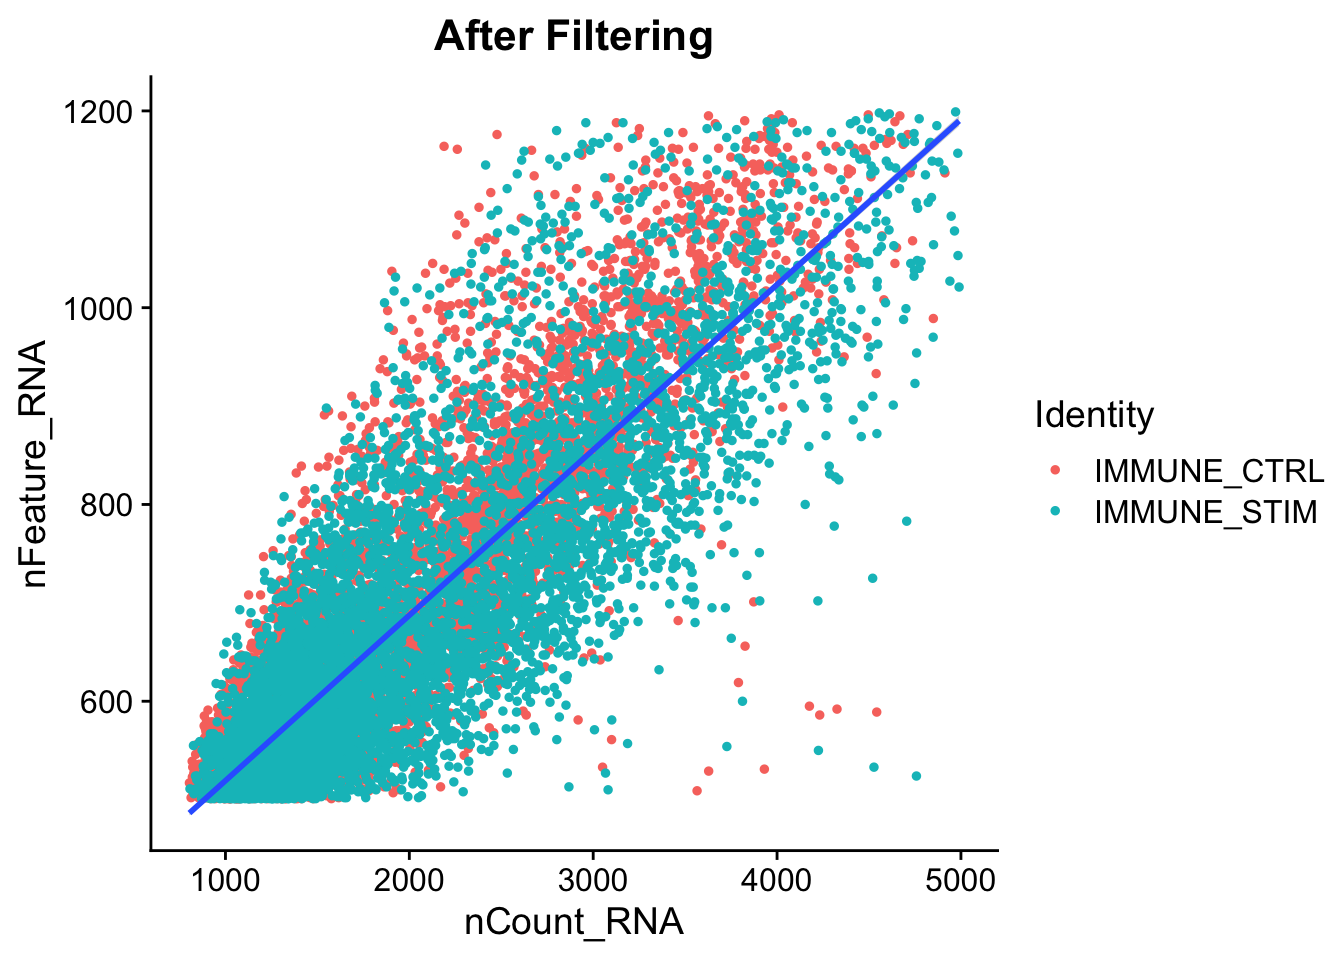 After Filtering
nFeature_RNA
1200
1000
800
600
1000
2000
3000
4000
5000
nCount_RNA
Identity
IMMUNE_CTRL
IMMUNE_STIM